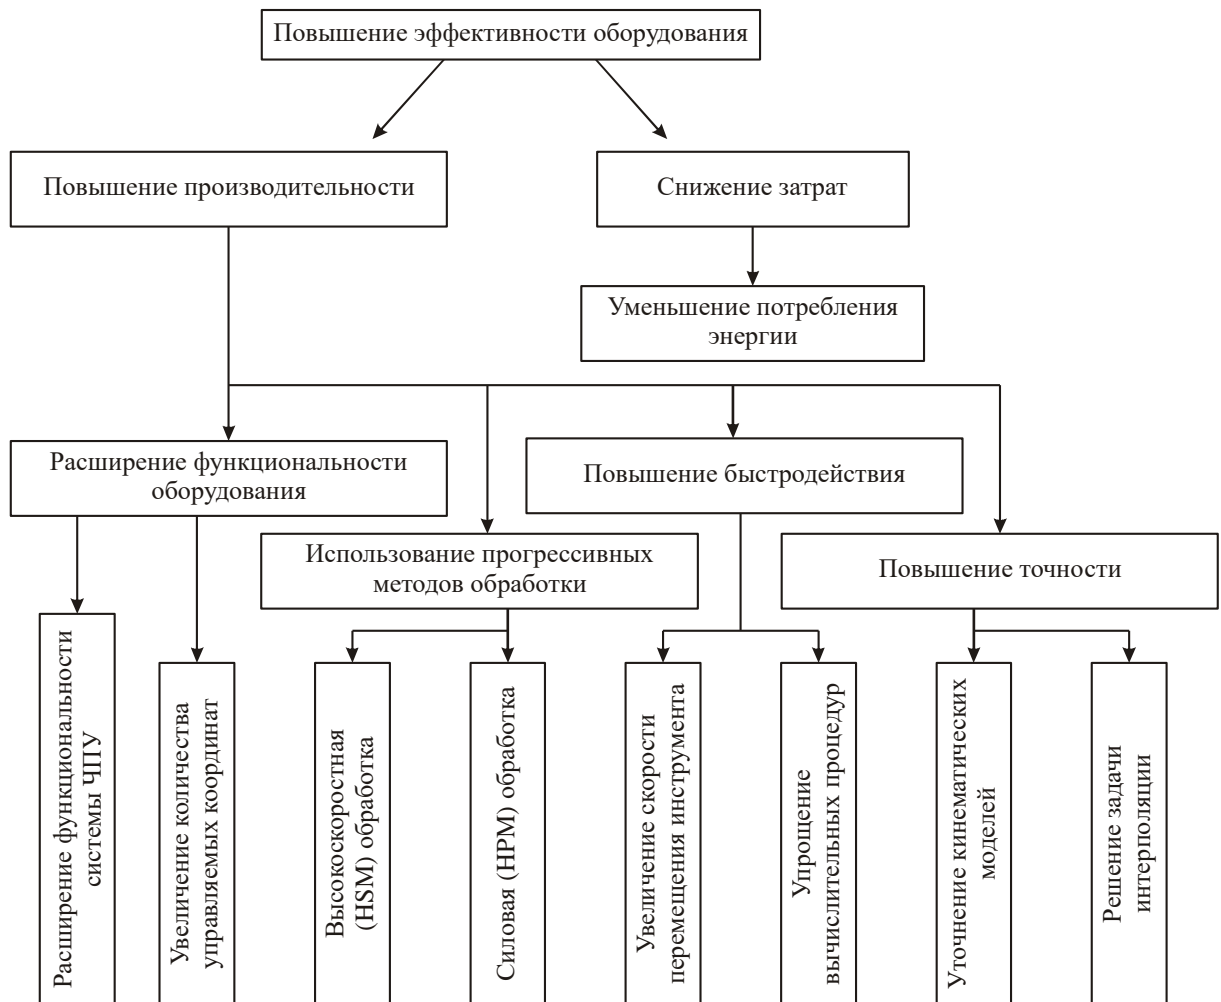 Повышение эффективности оборудования
Повышение производительности
Снижение затрат
Уменьшение потребления
энергии
Расширение функциональности
оборудования
Повышение быстродействия
Использование прогрессивных
методов обработки
Повышение точности
Расширение функциональности
системы ЧПУ
Увеличение количества
управляемых координат
Высокоскоростная
(HSM) обработка
Силовая (HPM) обработка
Увеличение скорости
перемещения инструмента
Упрощение
вычислительных процедур
Уточнение кинематических
моделей
Решение задачи
интерполяции